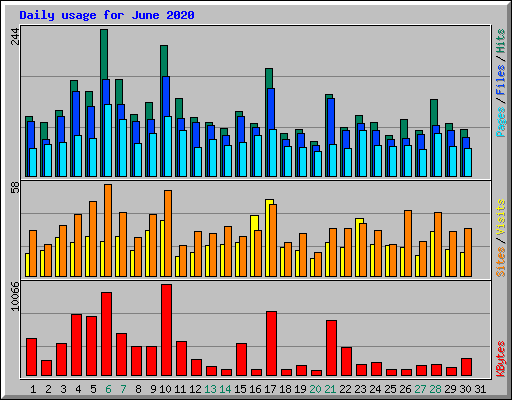 Daily usage for June 2020
244
Pages / Files / Hits
58
Sites / Visits
10066
KBytes
1 2 3 4 5 6 7 8 9 10 11 12 13 14 15 16 17 18 19 20 21 22 23 24 25 26 27 28 29 30 31